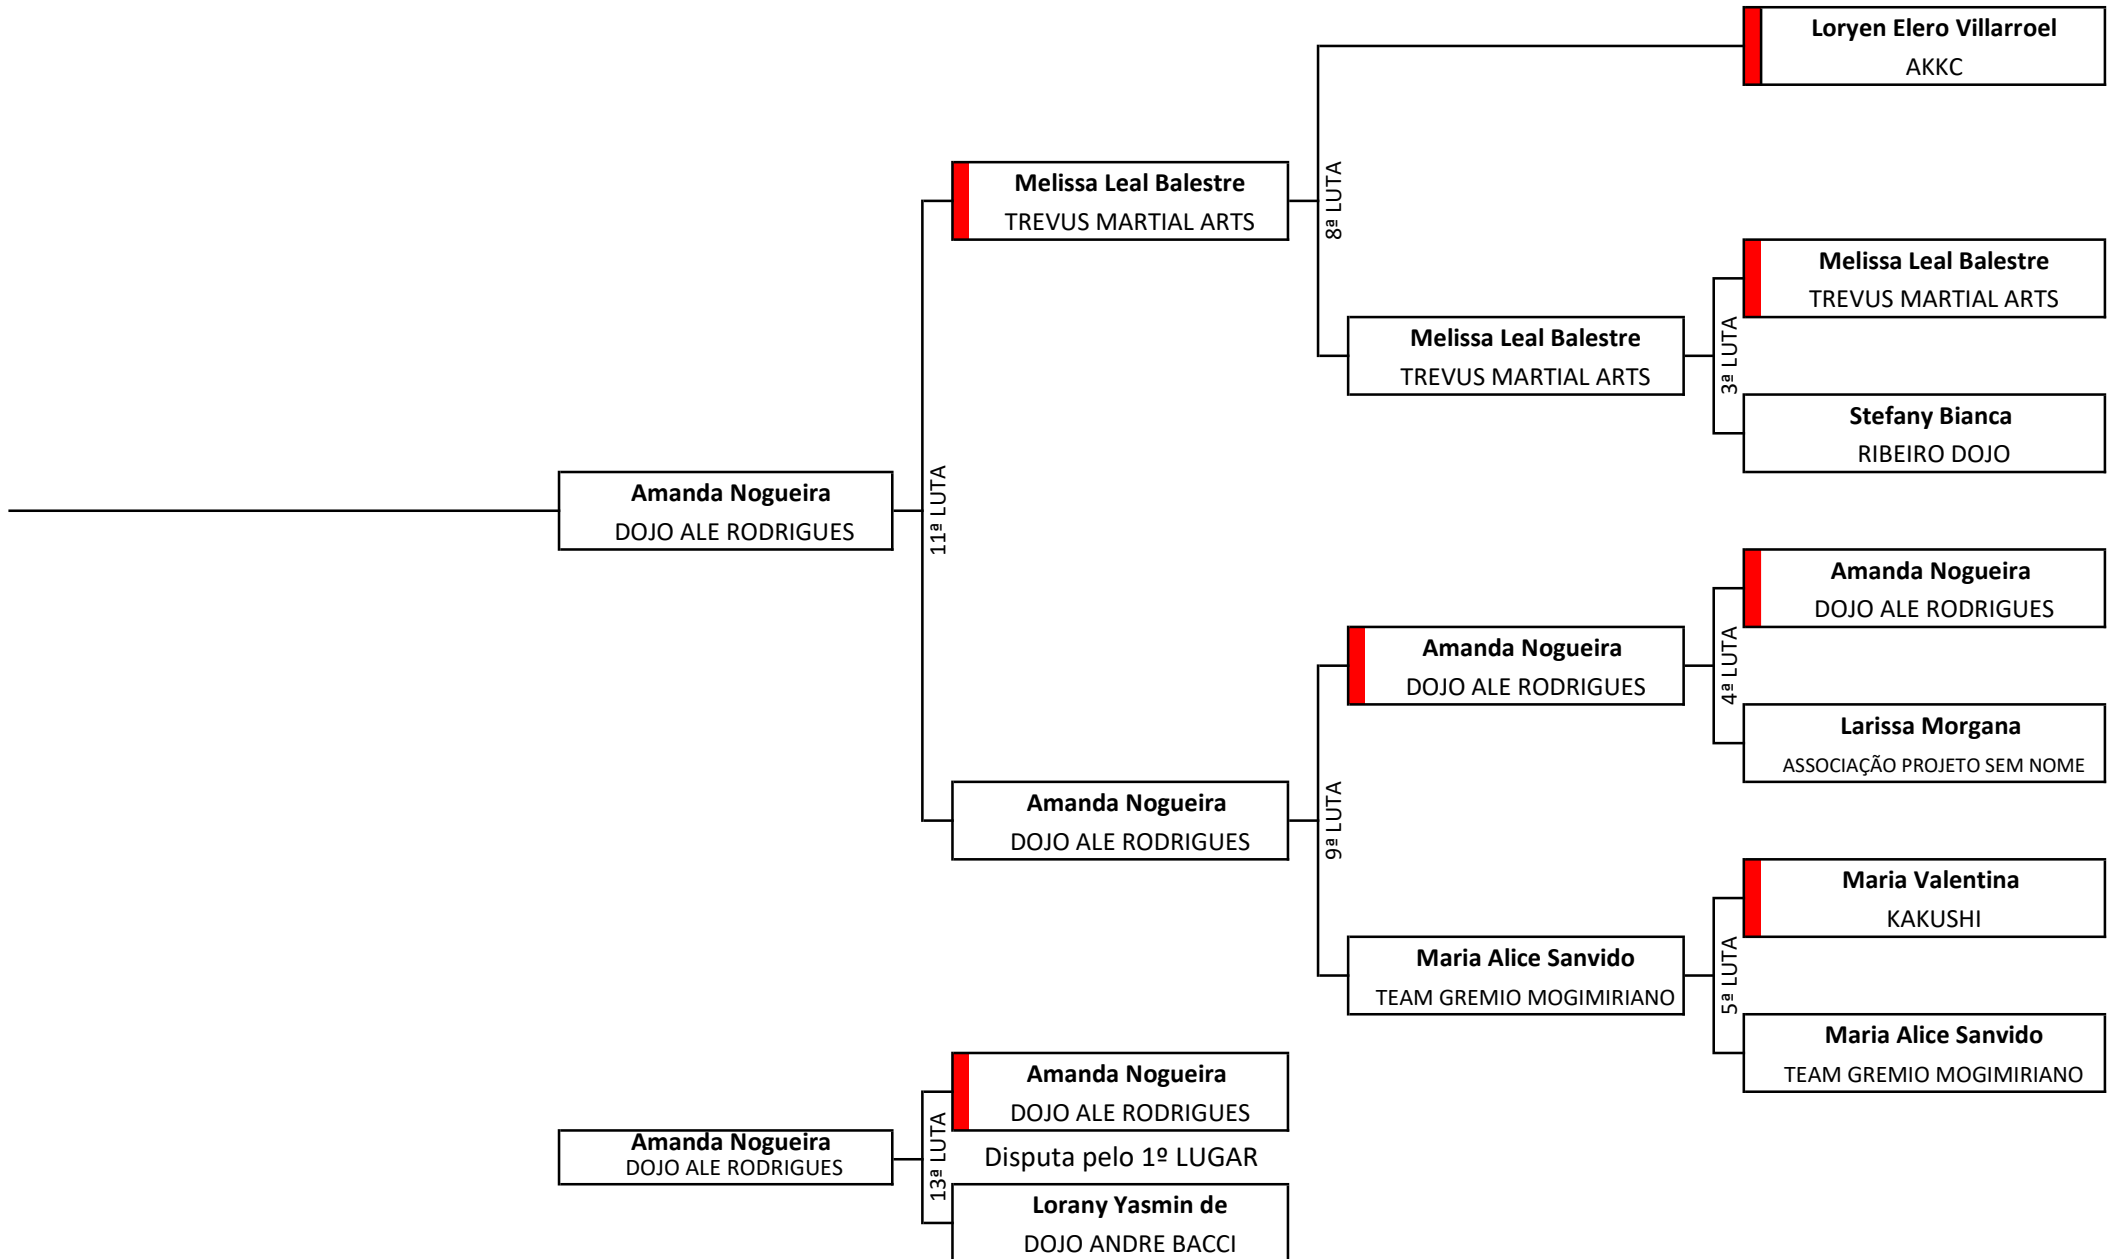 Loryen Elero Villarroel
AKKC
8ª LUTA
Melissa Leal Balestre
TREVUS MARTIAL ARTS
Melissa Leal Balestre
TREVUS MARTIAL ARTS
3ª LUTA
Melissa Leal Balestre
TREVUS MARTIAL ARTS
Stefany Bianca
RIBEIRO DOJO
11ª LUTA
Amanda Nogueira
DOJO ALE RODRIGUES
Amanda Nogueira
DOJO ALE RODRIGUES
4ª LUTA
Amanda Nogueira
DOJO ALE RODRIGUES
Larissa Morgana
ASSOCIAÇÃO PROJETO SEM NOME
9ª LUTA
Amanda Nogueira
DOJO ALE RODRIGUES
Maria Valentina
KAKUSHI
5ª LUTA
Maria Alice Sanvido
TEAM GREMIO MOGIMIRIANO
Maria Alice Sanvido
TEAM GREMIO MOGIMIRIANO
Amanda Nogueira
DOJO ALE RODRIGUES
13ª LUTA
Amanda Nogueira
DOJO ALE RODRIGUES
Disputa pelo 1º LUGAR
Lorany Yasmin de
DOJO ANDRE BACCI